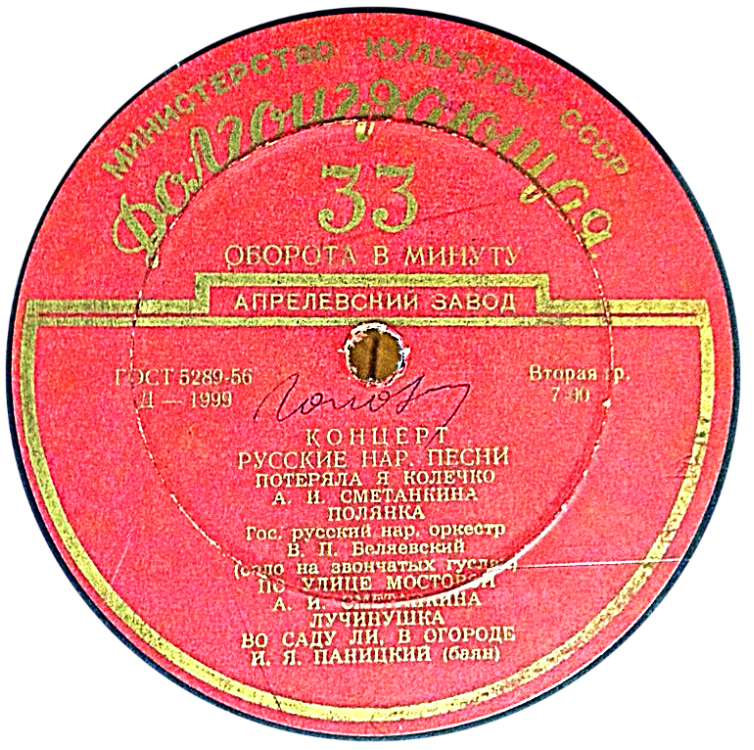 МИНИСТЕРСТВО КУЛЬТУРЫ СССР
Долгоиграющая
33
ОБОРОТА В МИНУТУ
АПРЕЛЕВСКИЙ ЗАВОД
ГОСТ 5289-56
Д — 1999
Вторая гр.
7-00
КОНЦЕРТ
РУССКИЕ НАР. ПЕСНИ
ПОТЕРЯЛА Я КОЛЕЧКО
А. И. СМЕТАНКИНА
ПОЛЯНКА
Гос. русский нар. оркестр
В. П. Беляевский
(соло на звончатых гуслях)
ПО УЛИЦЕ МОСТОВОЙ
А. И. СМЕТАНКИНА
ЛУЧИНУШКА
ВО САДУ ЛИ, В ОГОРОДЕ
И. Я. ПАНИЦКИЙ (баян)